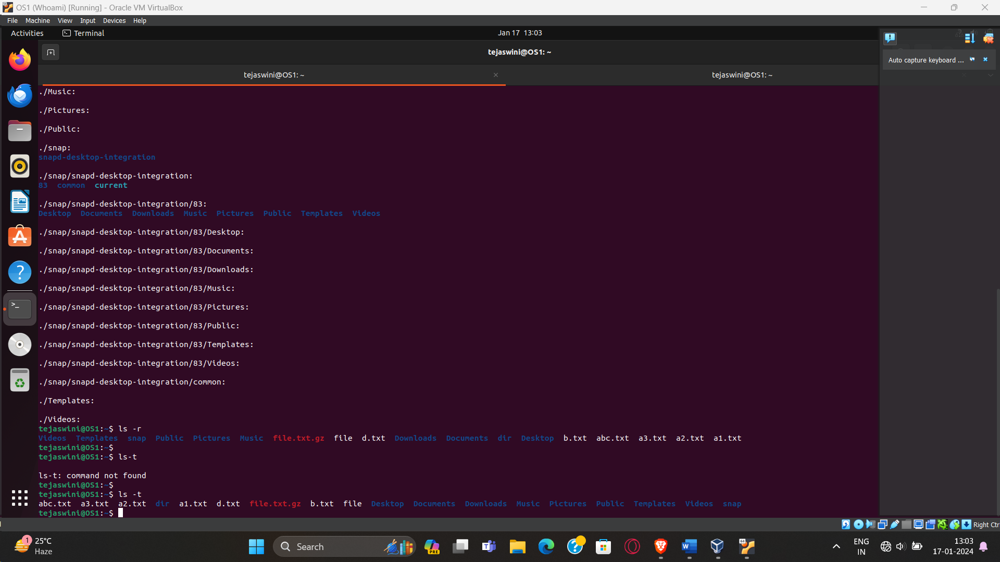 OS1 (Whoami) [Running] - Oracle VM VirtualBox
File Machine View Input Devices Help
Activities Terminal Jan 17 13:03
tejaswini@OS1: ~
Auto capture keyboard ...
tejaswini@OS1: ~ × tejaswini@OS1: ~
./Music:
./Pictures:
./Public:
./snap:
snapd-desktop-integration
./snap/snapd-desktop-integration:
83 common current
./snap/snapd-desktop-integration/83:
Desktop Documents Downloads Music Pictures Public Templates Videos
./snap/snapd-desktop-integration/83/Desktop:
./snap/snapd-desktop-integration/83/Documents:
./snap/snapd-desktop-integration/83/Downloads:
./snap/snapd-desktop-integration/83/Music:
./snap/snapd-desktop-integration/83/Pictures:
./snap/snapd-desktop-integration/83/Public:
./snap/snapd-desktop-integration/83/Templates:
./snap/snapd-desktop-integration/83/Videos:
./snap/snapd-desktop-integration/common:
./Templates:
./Videos:
tejaswini@OS1:~$ ls -r
Videos Templates snap Public Pictures Music file.txt.gz file d.txt Downloads Documents dir Desktop b.txt abc.txt a3.txt a2.txt a1.txt
tejaswini@OS1:~$
tejaswini@OS1:~$ ls-t
ls-t: command not found
tejaswini@OS1:~$
tejaswini@OS1:~$ ls -t
abc.txt a3.txt a2.txt dir a1.txt d.txt file.txt.gz b.txt file Desktop Documents Downloads Music Pictures Public Templates Videos snap
tejaswini@OS1:~$
Right Ctr
1 25°C
Haze
Search
PRE
ENG
IN
13:03
17-01-2024